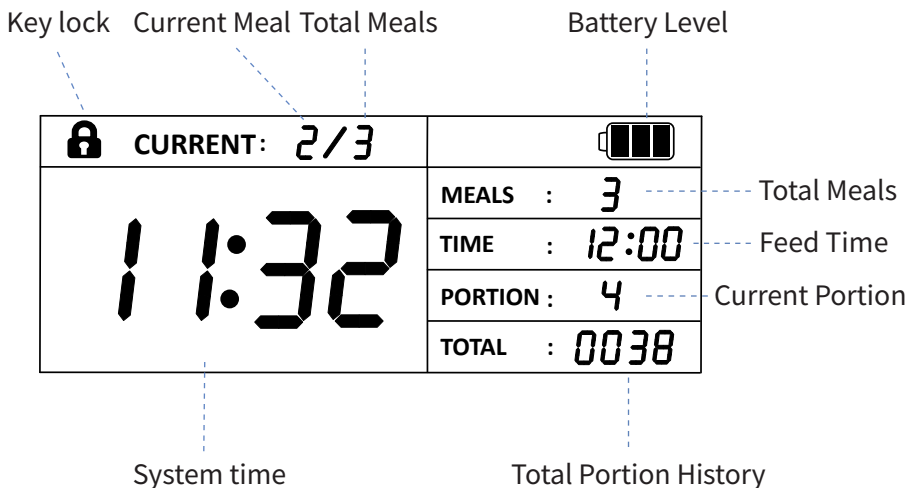 Key lock Current Meal Total Meals Battery Level
CURRENT: 2/3
MEALS : 3 Total Meals
11:32
TIME : 12:00 Feed Time
PORTION : 4 Current Portion
TOTAL : 0038
System time Total Portion History